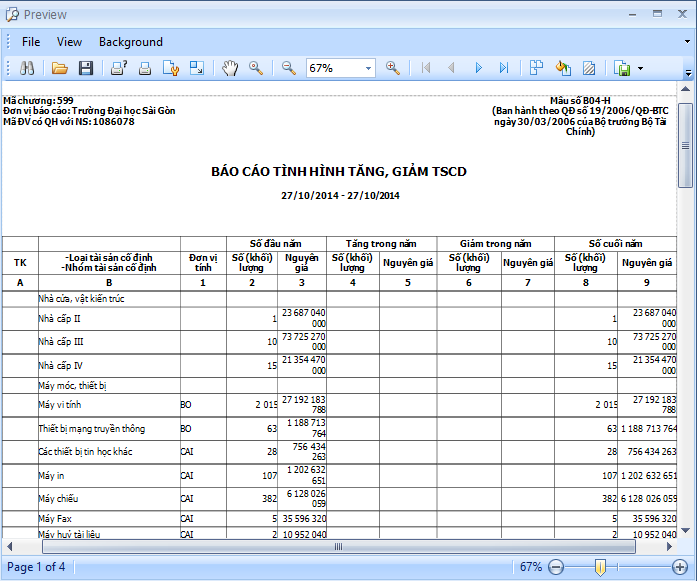 Preview
File View Background
67%
Mã chương: 599
Đơn vị báo cáo: Trường Đại học Sài Gòn
Mã ĐV có QH với NS: 1086078
Mẫu số B04-H
(Ban hành theo QĐ số 19/2006/QĐ-BTC
ngày 30/03/2006 của Bộ trưởng Bộ Tài
Chính)
BÁO CÁO TÌNH HÌNH TĂNG, GIẢM TSCD
27/10/2014 - 27/10/2014
Số đầu năm Tăng trong năm Giảm trong năm Số cuối năm
TK -Loại tài sản cố định -Nhóm tài sản cố định Đơn vị tính Số (khối) lượng Nguyên giá Số (khối) lượng Nguyên giá Số (khối) lượng Nguyên giá Số (khối) lượng Nguyên giá
A B 1 2 3 4 5 6 7 8 9
Nhà cửa, vật kiến trúc
Nhà cấp II 1 23 687 040 000 1 23 687 040 000
Nhà cấp III 10 73 725 270 000 10 73 725 270 000
Nhà cấp IV 15 21 354 470 000 15 21 354 470 000
Máy móc, thiết bị
Máy vi tính BO 2 015 27 192 183 788 2 015 27 192 183 788
Thiết bị mạng truyền thông BO 63 1 188 713 764 63 1 188 713 764
Các thiết bị tin học khác CAI 28 756 434 263 28 756 434 263
Máy in CAI 107 1 202 632 651 107 1 202 632 651
Máy chiếu CAI 382 6 128 026 059 382 6 128 026 059
Máy Fax CAI 5 35 596 320 5 35 596 320
Máy huỷ tài liệu CAI 2 10 952 040 2 10 952 040
Page 1 of 4 67%